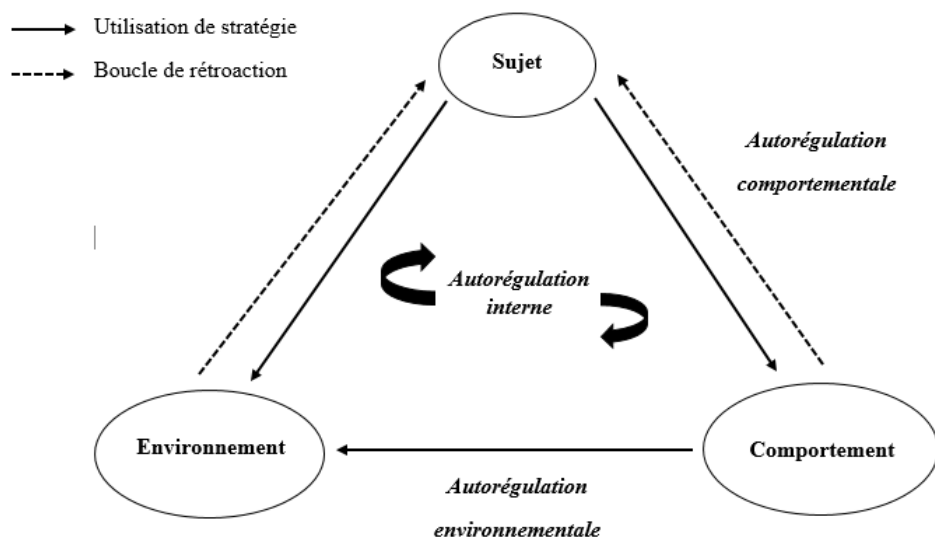 Utilisation de stratégie
Boucle de rétroaction
Sujet
Autorégulation
comportementale
Autorégulation
interne
Environnement
Comportement
Autorégulation
environnementale